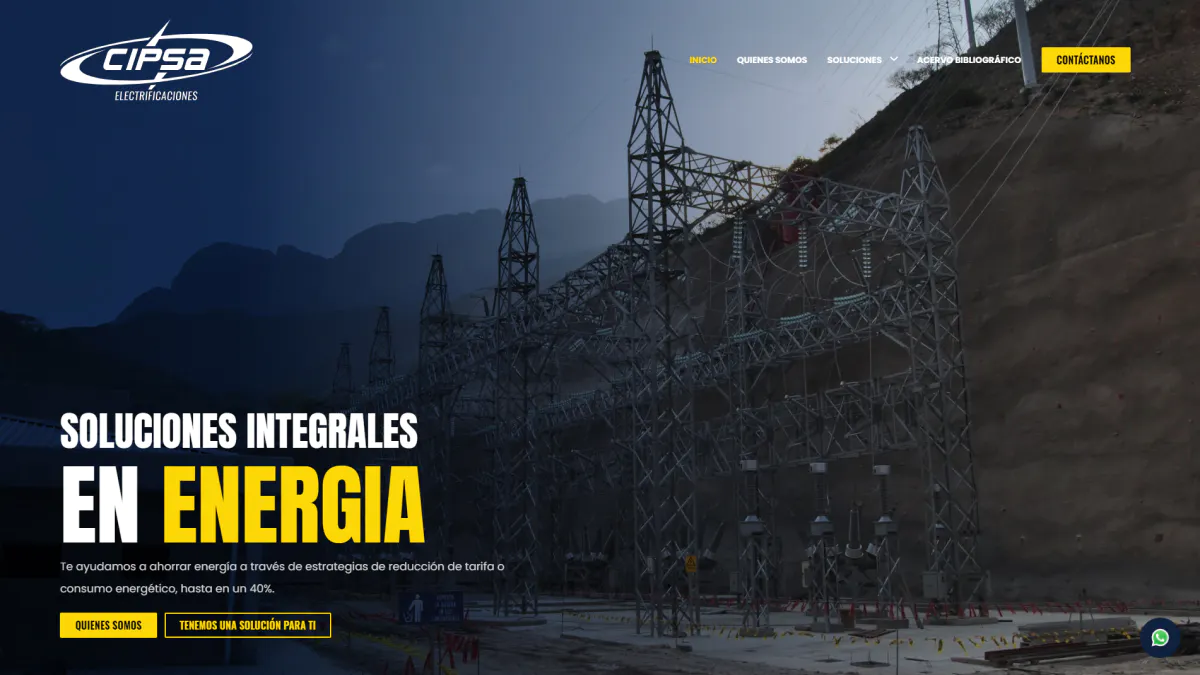 CIPSA
ELECTRIFICACIONES
INICIO
QUIENES SOMOS
SOLUCIONES
ACERVO BIBLIOGRÁFICO
CONTÁCTANOS
SOLUCIONES INTEGRALES
EN ENERGIA
Te ayudamos a ahorrar energía a través de estrategias de reducción de tarifa o
consumo energético, hasta en un 40%.
QUIENES SOMOS
TENEMOS UNA SOLUCIÓN PARA TI